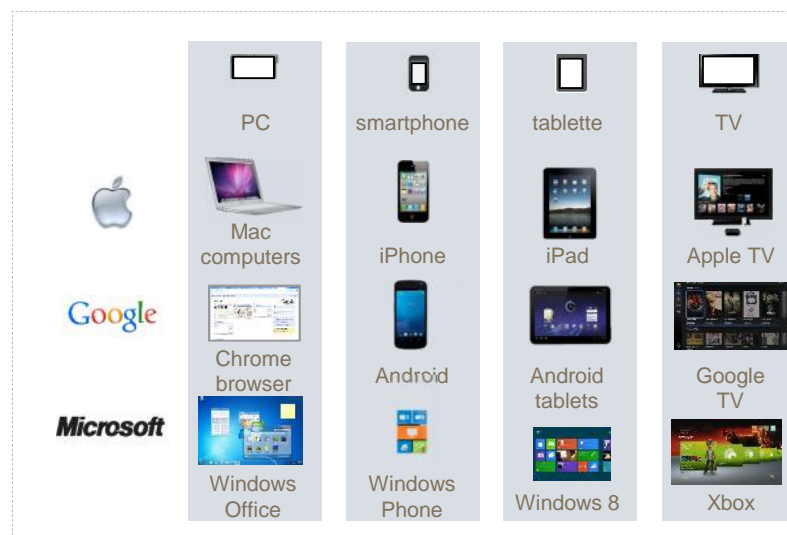 PC
smartphone
tablette
TV
Mac
computers
iPhone
iPad
Apple TV
Google
Chrome
browser
Android
Android
tablets
Google
TV
Microsoft
Windows
Office
Windows
Phone
Windows 8
Xbox